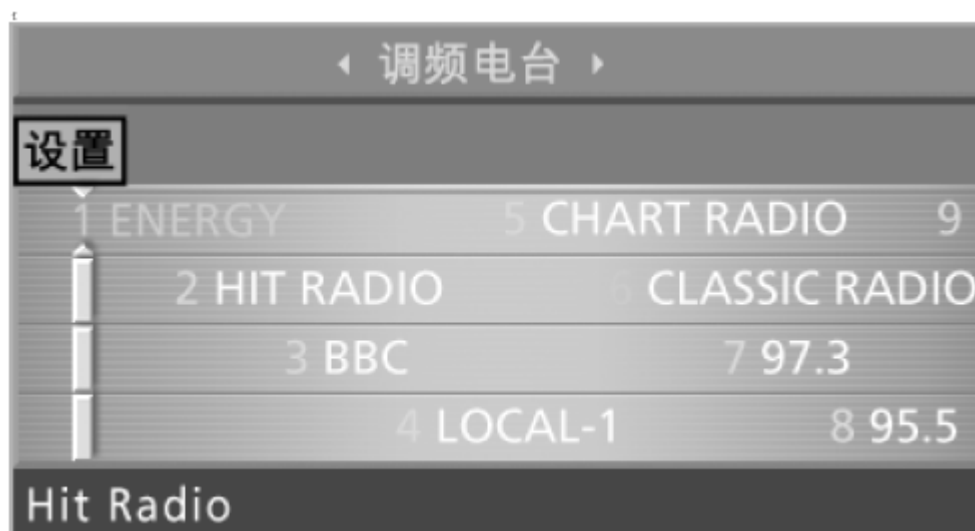 调频电台
设置
1 ENERGY 5 CHART RADIO 9
2 HIT RADIO 6 CLASSIC RADIO
3 BBC 7 97.3
4 LOCAL-1 8 95.5
Hit Radio